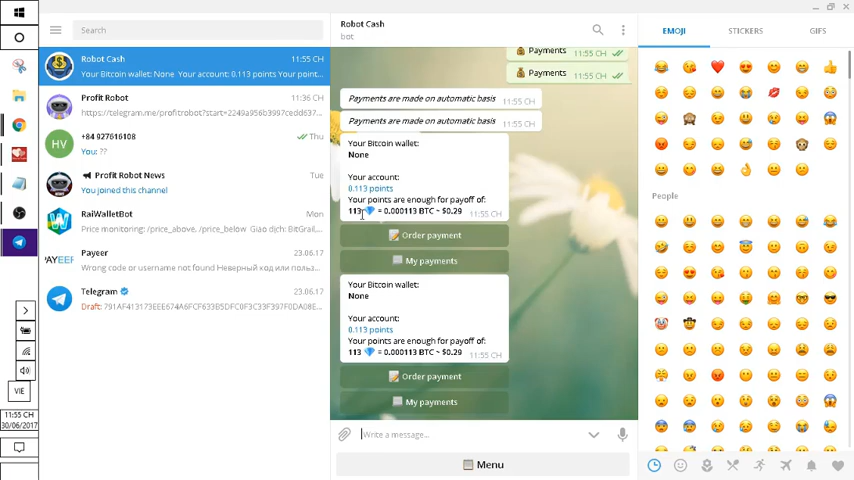 Search
Robot Cash
11:55 CH
Your Bitcoin wallet: None Your account: 0.113 points Your point...
Profit Robot
11:36 CH
https://telegram.me/profitrobot?start=2249a956b3997cedd637...
HV
+84 927616108
Thu
You: ??
Profit Robot News
Tue
You joined this channel
RaiWalletBot
Mon
Price monitoring: /price_above, /price_below Giao dịch: BitGrail,...
PAYEER
Payeer
23.06.17
Wrong code or username not found Неверный код или польз...
Telegram
23.06.17
Draft: 791AF413173EEE674A6FCF633B5DFC0F3C33F397F0DA08E...
VIE
11:55 CH
30/06/2017
Robot Cash
bot
Payments 11:55 CH
Payments 11:55 CH
Payments are made on automatic basis 11:55 CH
Payments are made on automatic basis 11:55 CH
Your Bitcoin wallet:
None
Your account:
0.113 points
Your points are enough for payoff of:
113 💎 = 0.000113 BTC ~ $0.29 11:55 CH
Order payment
My payments
Your Bitcoin wallet:
None
Your account:
0.113 points
Your points are enough for payoff of:
113 💎 = 0.000113 BTC ~ $0.29 11:55 CH
Order payment
My payments
Write a message...
Menu
EMOJI
STICKERS
GIFS
People